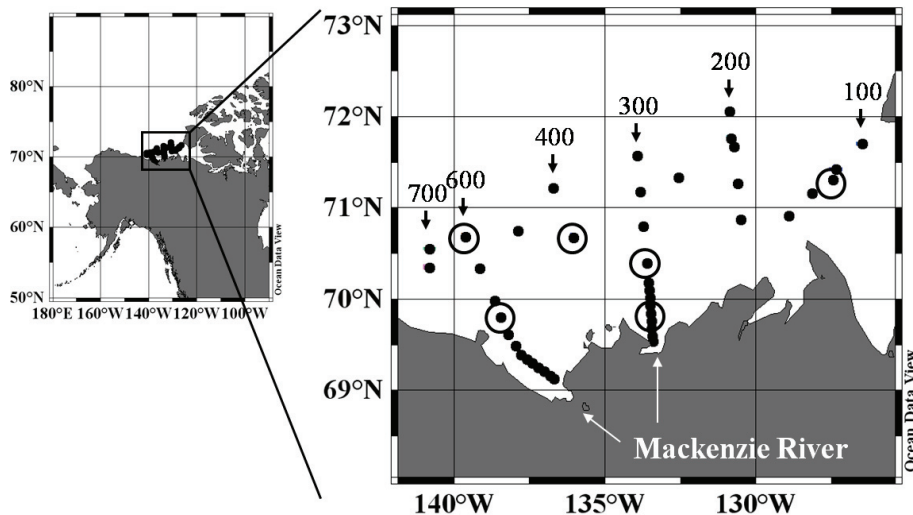 80°N
70°N
60°N
50°N
180°E 160°W 140°W 120°W 100°W
Ocean Data View
73°N
72°N
71°N
70°N
69°N
100
200
300
400
600
700
Mackenzie River
140°W 135°W 130°W
Ocean Data View